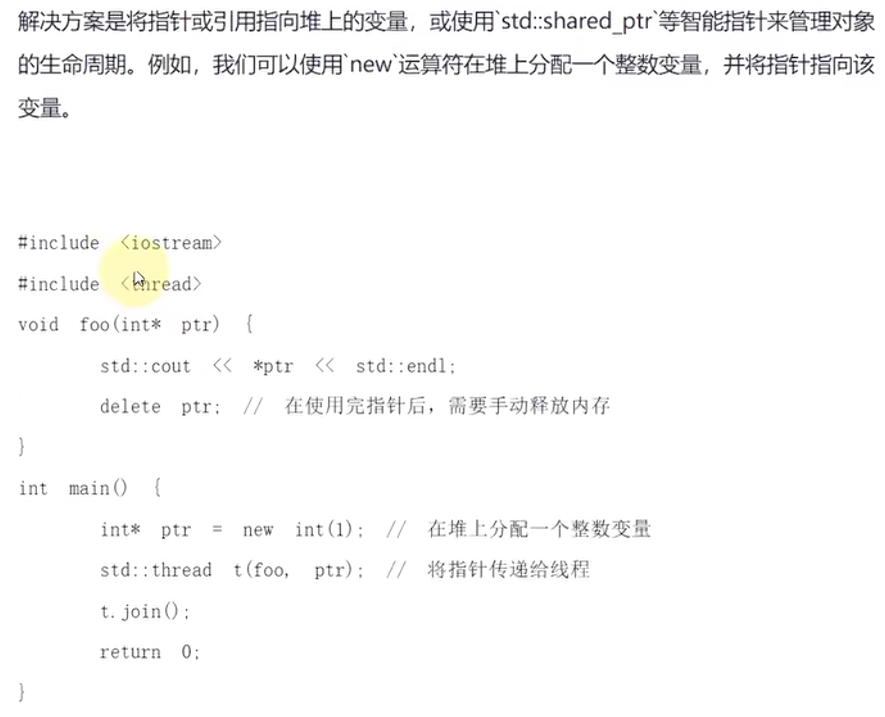 解决方案是将指针或引用指向堆上的变量，或使用`std::shared_ptr`等智能指针来管理对象
的生命周期。例如，我们可以使用`new`运算符在堆上分配一个整数变量，并将指针指向该
变量。
#include <iostream>
#include <thread>
void foo(int* ptr) {
std::cout << *ptr << std::endl;
delete ptr; // 在使用完指针后，需要手动释放内存
}
int main() {
int* ptr = new int(1); // 在堆上分配一个整数变量
std::thread t(foo, ptr); // 将指针传递给线程
t.join();
return 0;
}